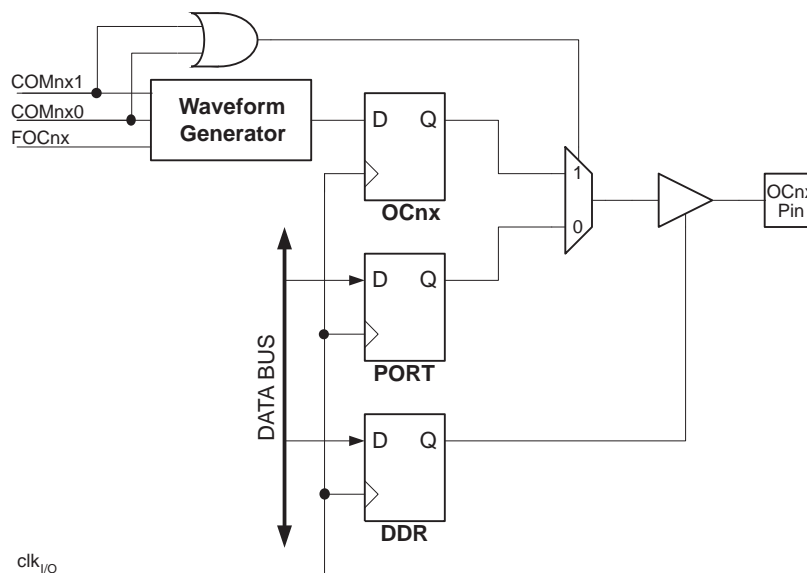 COMnx1
COMnx0
FOCnx
Waveform
Generator
D Q
OCnx
1
0
OCnx
Pin
D Q
PORT
DATA BUS
D Q
DDR
clkI/O